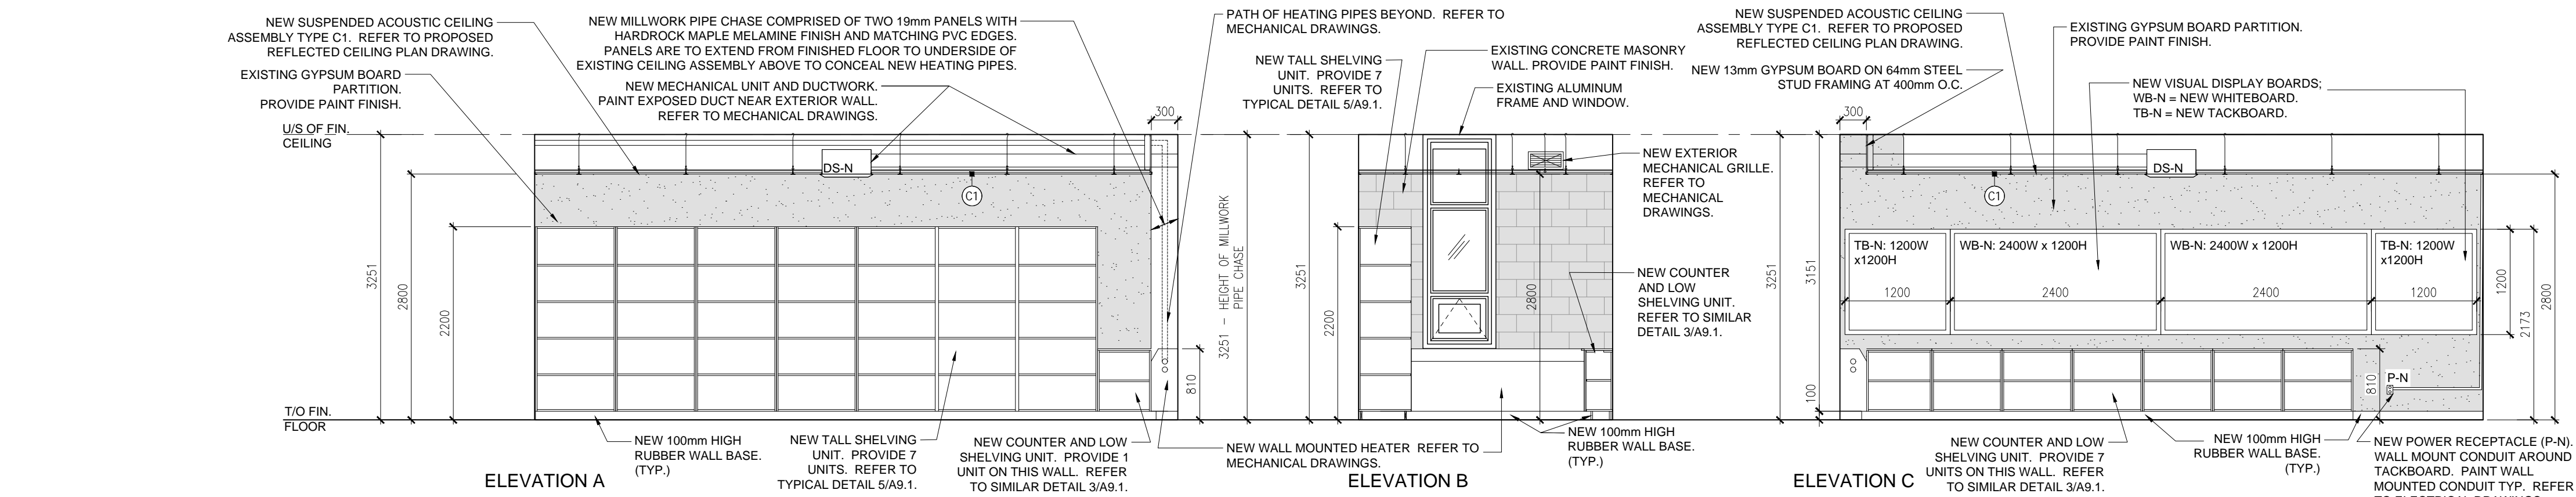 NEW SUSPENDED ACOUSTIC CEILING
ASSEMBLY TYPE C1. REFER TO PROPOSED
REFLECTED CEILING PLAN DRAWING.
EXISTING GYPSUM BOARD
PARTITION.
PROVIDE PAINT FINISH.
U/S OF FIN.
CEILING
NEW MILLWORK PIPE CHASE COMPRISED OF TWO 19mm PANELS WITH
HARDROCK MAPLE MELAMINE FINISH AND MATCHING PVC EDGES.
PANELS ARE TO EXTEND FROM FINISHED FLOOR TO UNDERSIDE OF
EXISTING CEILING ASSEMBLY ABOVE TO CONCEAL NEW HEATING PIPES.
NEW MECHANICAL UNIT AND DUCTWORK.
PAINT EXPOSED DUCT NEAR EXTERIOR WALL.
REFER TO MECHANICAL DRAWINGS.
PATH OF HEATING PIPES BEYOND. REFER TO
MECHANICAL DRAWINGS.
300
DS-N
C1
3251
2800
2200
810
3251 - HEIGHT OF MILLWORK
PIPE CHASE
T/O FIN.
FLOOR
NEW 100mm HIGH
RUBBER WALL BASE.
(TYP.)
NEW TALL SHELVING
UNIT. PROVIDE 7
UNITS. REFER TO
TYPICAL DETAIL 5/A9.1.
NEW COUNTER AND LOW
SHELVING UNIT. PROVIDE 1
UNIT ON THIS WALL. REFER
TO SIMILAR DETAIL 3/A9.1.
ELEVATION A
NEW TALL SHELVING
UNIT. PROVIDE 7
UNITS. REFER TO
TYPICAL DETAIL 5/A9.1.
EXISTING CONCRETE MASONRY
WALL. PROVIDE PAINT FINISH.
EXISTING ALUMINUM
FRAME AND WINDOW.
NEW EXTERIOR
MECHANICAL GRILLE.
REFER TO
MECHANICAL
DRAWINGS.
NEW COUNTER
AND LOW
SHELVING UNIT.
REFER TO SIMILAR
DETAIL 3/A9.1.
3251
2200
2800
NEW WALL MOUNTED HEATER REFER TO
MECHANICAL DRAWINGS.
NEW 100mm HIGH
RUBBER WALL BASE.
(TYP.)
ELEVATION B
NEW SUSPENDED ACOUSTIC CEILING
ASSEMBLY TYPE C1. REFER TO PROPOSED
REFLECTED CEILING PLAN DRAWING.
NEW 13mm GYPSUM BOARD ON 64mm STEEL
STUD FRAMING AT 400mm O.C.
EXISTING GYPSUM BOARD PARTITION.
PROVIDE PAINT FINISH.
NEW VISUAL DISPLAY BOARDS;
WB-N = NEW WHITEBOARD.
TB-N = NEW TACKBOARD.
300
DS-N
C1
TB-N: 1200W
x1200H
WB-N: 2400W x 1200H
WB-N: 2400W x 1200H
TB-N: 1200W
x1200H
1200
2400
2400
1200
3251
3151
100
1200
2173
2800
810
P-N
NEW COUNTER AND LOW
SHELVING UNIT. PROVIDE 7
UNITS ON THIS WALL. REFER
TO SIMILAR DETAIL 3/A9.1.
NEW 100mm HIGH
RUBBER WALL BASE.
(TYP.)
NEW POWER RECEPTACLE (P-N).
WALL MOUNT CONDUIT AROUND
TACKBOARD. PAINT WALL
MOUNTED CONDUIT TYP. REFER
ELEVATION C